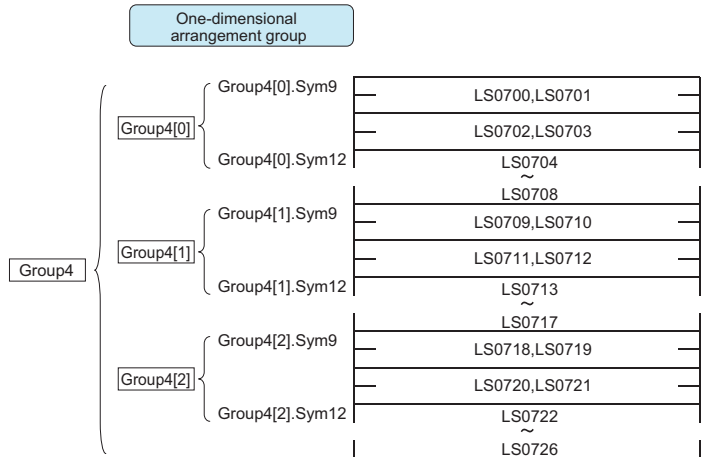 One-dimensional
arrangement group
Group4[0].Sym9
LS0700,LS0701
Group4[0]
LS0702,LS0703
Group4[0].Sym12
LS0704
~
LS0708
Group4[1].Sym9
LS0709,LS0710
Group4[1]
LS0711,LS0712
Group4
Group4[1].Sym12
LS0713
~
LS0717
Group4[2].Sym9
LS0718,LS0719
Group4[2]
LS0720,LS0721
Group4[2].Sym12
LS0722
~
LS0726